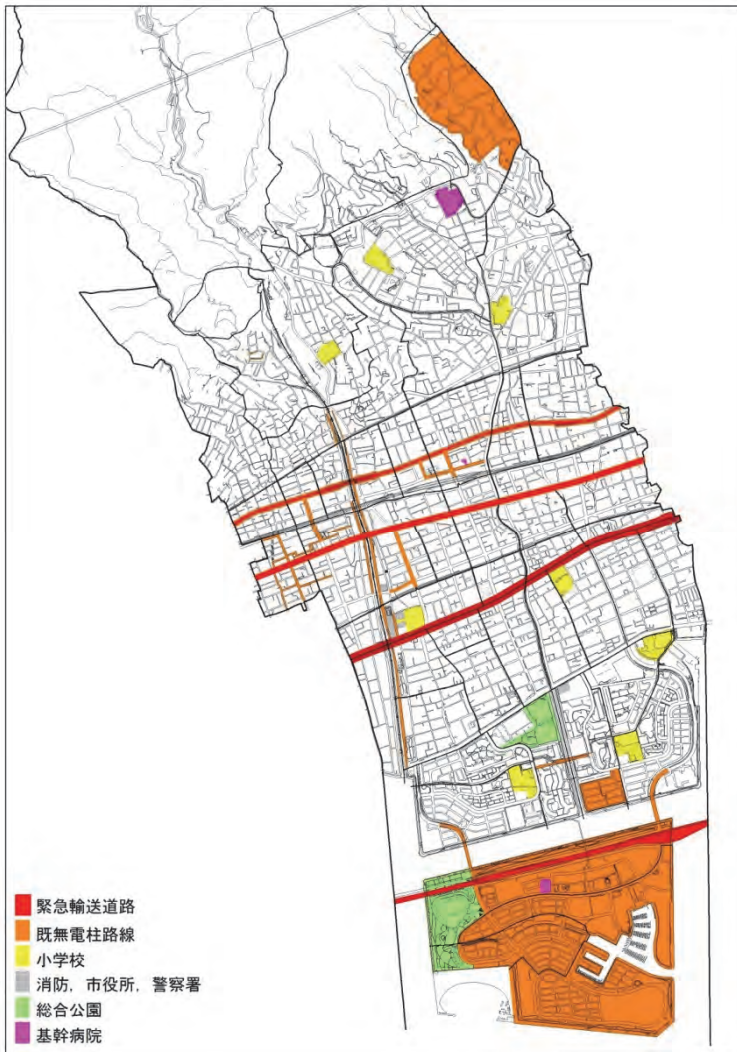 緊急輸送道路
既無電柱路線
小学校
消防，市役所，警察署
総合公園
基幹病院